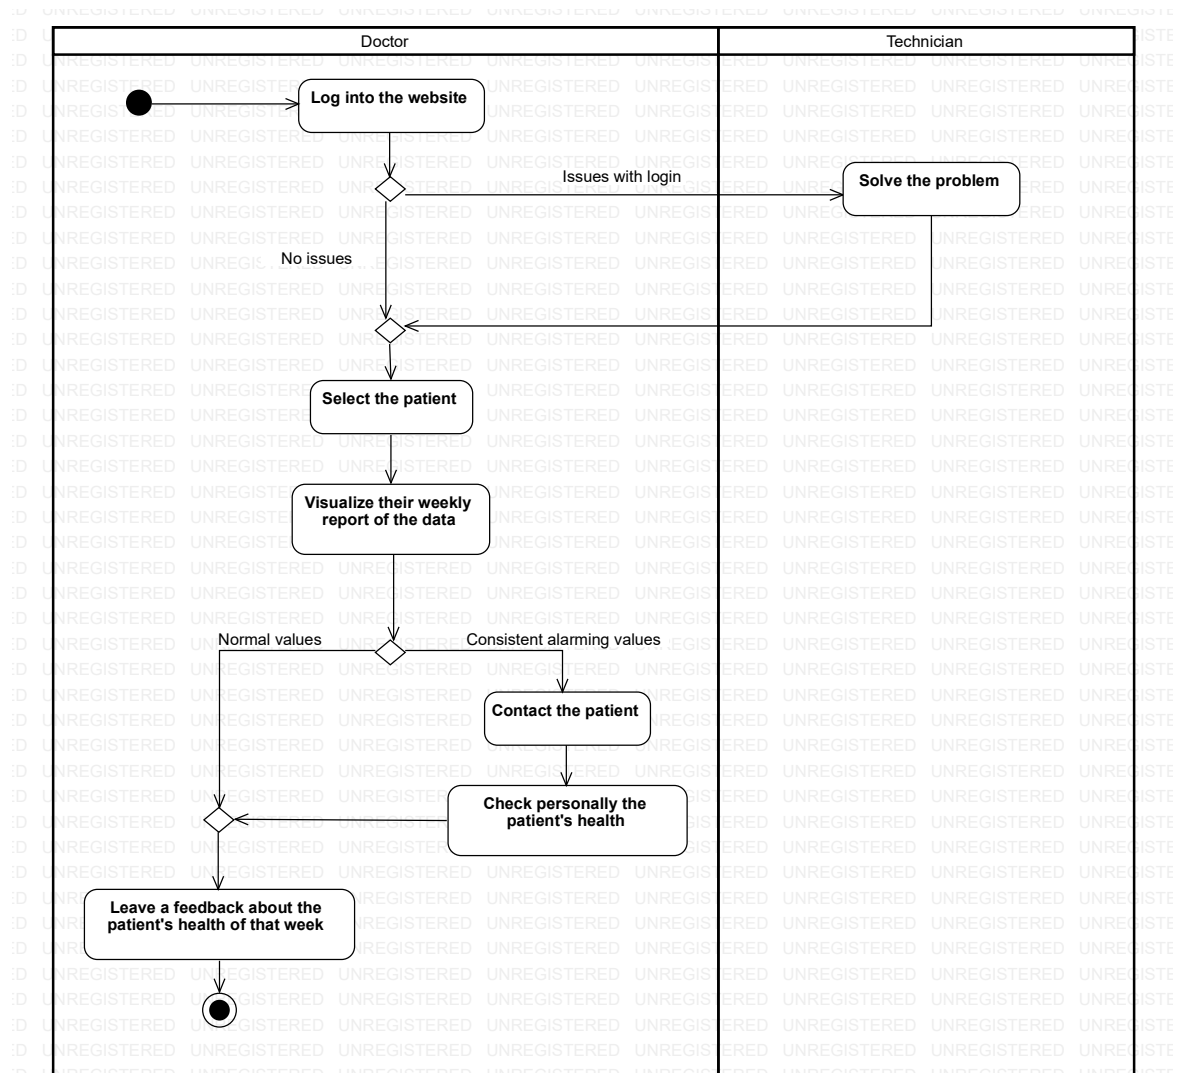 Doctor
Technician
Log into the website
Issues with login
Solve the problem
No issues
Select the patient
Visualize their weekly
report of the data
Normal values
Consistent alarming values
Contact the patient
Check personally the
patient's health
Leave a feedback about the
patient's health of that week
UNREGISTERED